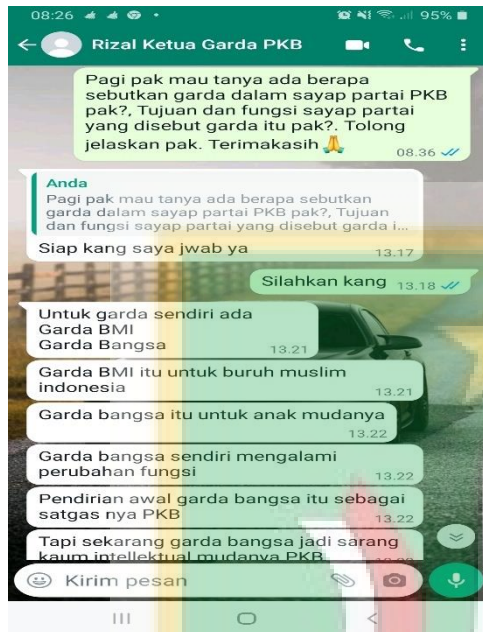 08:26
95%
Rizal Ketua Garda PKB
Pagi pak mau tanya ada berapa
sebutkan garda dalam sayap partai PKB
pak?, Tujuan dan fungsi sayap partai
yang disebut garda itu pak?. Tolong
jelaskan pak. Terimakasih🙏
08.36
Anda
Pagi pak mau tanya ada berapa sebutkan
garda dalam sayap partai PKB pak?, Tujuan
dan fungsi sayap partai yang disebut garda i...
Siap kang saya jwab ya
13.17
Silahkan kang 13.18
Untuk garda sendiri ada
Garda BMI
Garda Bangsa
13.21
Garda BMI itu untuk buruh muslim
indonesia
13.21
Garda bangsa itu untuk anak mudanya
13.22
Garda bangsa sendiri mengalami
perubahan fungsi
13.22
Pendirian awal garda bangsa itu sebagai
satgas nya PKB
13.22
Tapi sekarang garda bangsa jadi sarang
kaum intellektual mudanya PKB
Kirim pesan